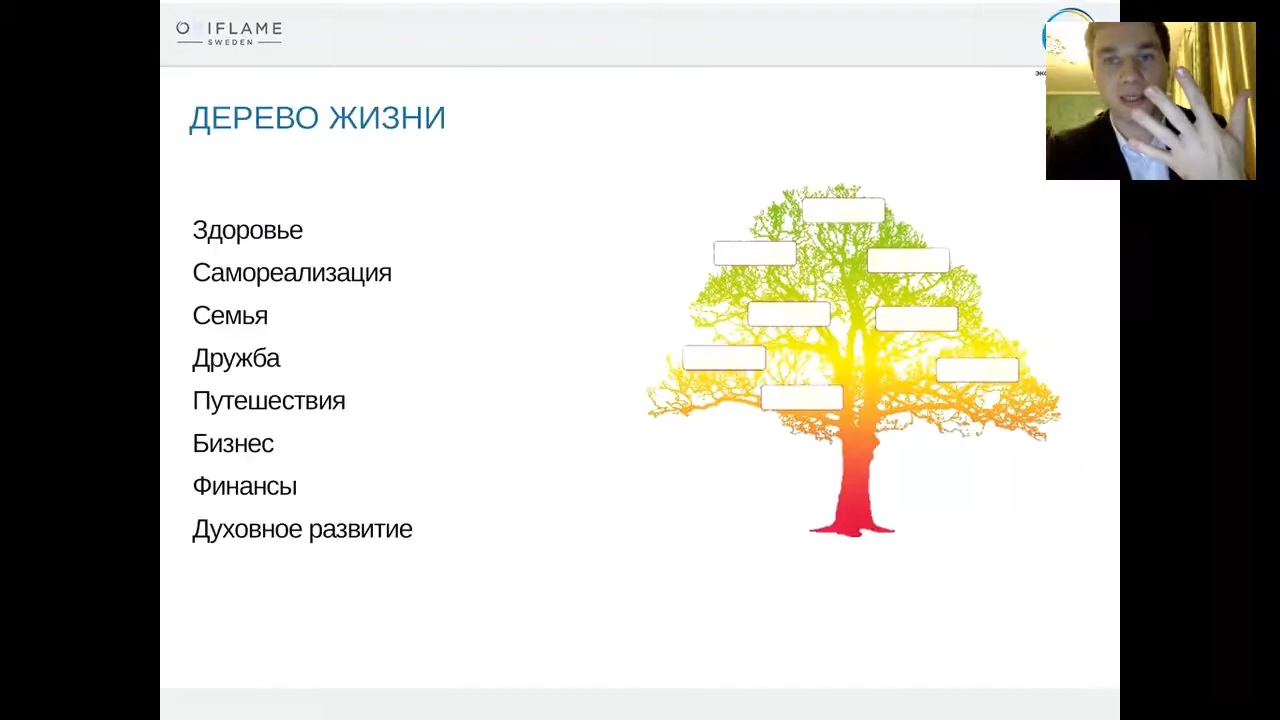 ORIFLAME
SWEDEN
ДЕРЕВО ЖИЗНИ
Здоровье
Самореализация
Семья
Дружба
Путешествия
Бизнес
Финансы
Духовное развитие